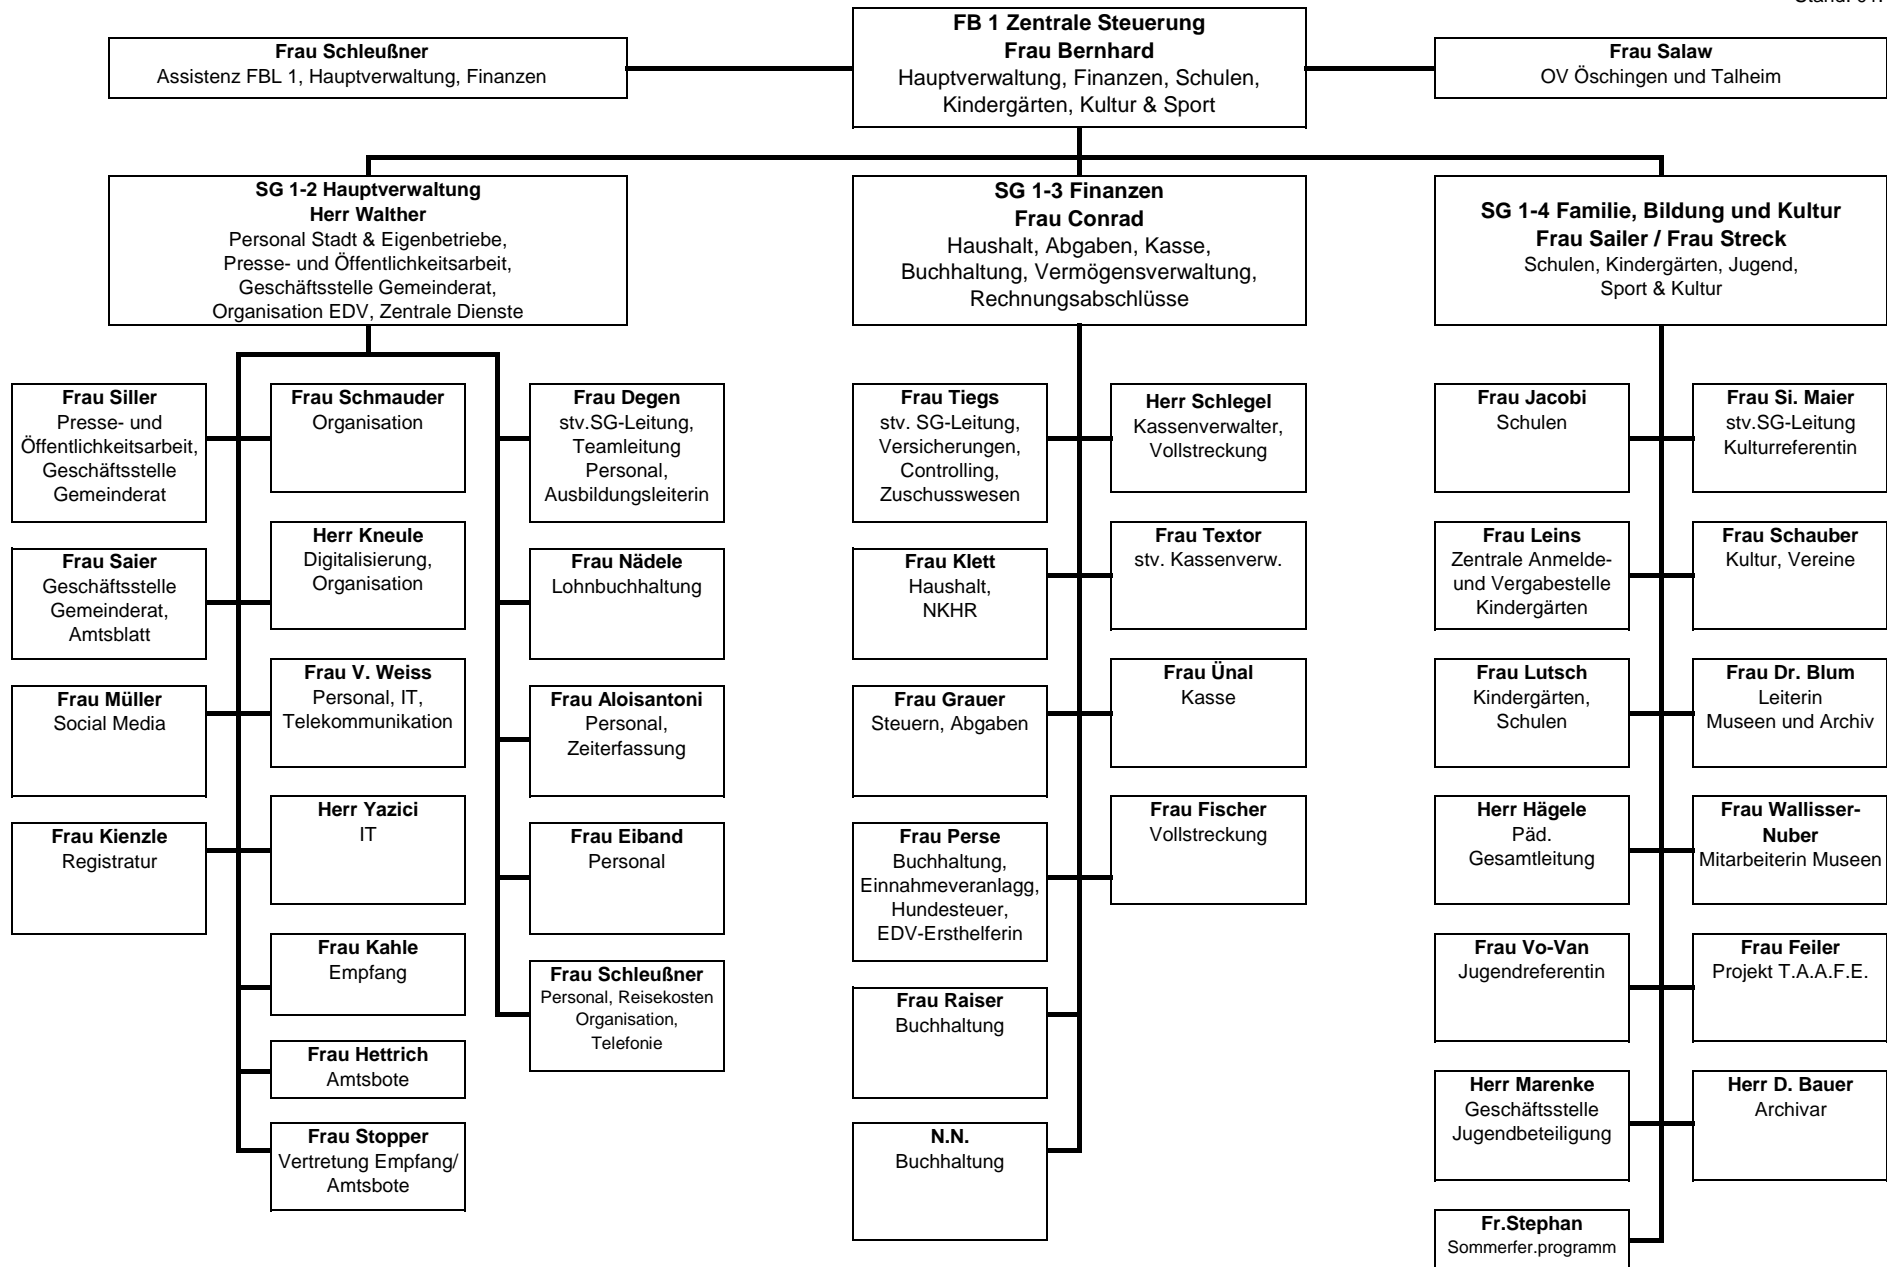 FB 1 Zentrale Steuerung
Frau Bernhard
Hauptverwaltung, Finanzen, Schulen,
Kindergärten, Kultur & Sport
Frau Schleußner
Assistenz FBL 1, Hauptverwaltung, Finanzen
Frau Salaw
OV Öschingen und Talheim
SG 1-2 Hauptverwaltung
Herr Walther
Personal Stadt & Eigenbetriebe,
Presse- und Öffentlichkeitsarbeit,
Geschäftsstelle Gemeinderat,
Organisation EDV, Zentrale Dienste
SG 1-3 Finanzen
Frau Conrad
Haushalt, Abgaben, Kasse,
Buchhaltung, Vermögensverwaltung,
Rechnungsabschlüsse
SG 1-4 Familie, Bildung und Kultur
Frau Sailer / Frau Streck
Schulen, Kindergärten, Jugend,
Sport & Kultur
Frau Siller
Presse- und
Öffentlichkeitsarbeit,
Geschäftsstelle
Gemeinderat
Frau Saier
Geschäftsstelle
Gemeinderat,
Amtsblatt
Frau Müller
Social Media
Frau Kienzle
Registratur
Frau Schmauder
Organisation
Herr Kneule
Digitalisierung,
Organisation
Frau V. Weiss
Personal, IT,
Telekommunikation
Herr Yazici
IT
Frau Kahle
Empfang
Frau Hettrich
Amtsbote
Frau Stopper
Vertretung Empfang/
Amtsbote
Frau Degen
stv.SG-Leitung,
Teamleitung
Personal,
Ausbildungsleiterin
Frau Nädele
Lohnbuchhaltung
Frau Aloisantoni
Personal,
Zeiterfassung
Frau Eiband
Personal
Frau Schleußner
Personal, Reisekosten
Organisation,
Telefonie
Frau Tiegs
stv. SG-Leitung,
Versicherungen,
Controlling,
Zuschusswesen
Frau Klett
Haushalt,
NKHR
Frau Grauer
Steuern, Abgaben
Frau Perse
Buchhaltung,
Einnahmeveranlagg,
Hundesteuer,
EDV-Ersthelferin
Frau Raiser
Buchhaltung
N.N.
Buchhaltung
Herr Schlegel
Kassenverwalter,
Vollstreckung
Frau Textor
stv. Kassenverw.
Frau Ünal
Kasse
Frau Fischer
Vollstreckung
Frau Jacobi
Schulen
Frau Leins
Zentrale Anmelde-
und Vergabestelle
Kindergärten
Frau Lutsch
Kindergärten,
Schulen
Herr Hägele
Päd.
Gesamtleitung
Frau Vo-Van
Jugendreferentin
Herr Marenke
Geschäftsstelle
Jugendbeteiligung
Fr.Stephan
Sommerfer.programm
Frau Si. Maier
stv.SG-Leitung
Kulturreferentin
Frau Schauber
Kultur, Vereine
Frau Dr. Blum
Leiterin
Museen und Archiv
Frau Wallisser-
Nuber
Mitarbeiterin Museen
Frau Feiler
Projekt T.A.A.F.E.
Herr D. Bauer
Archivar